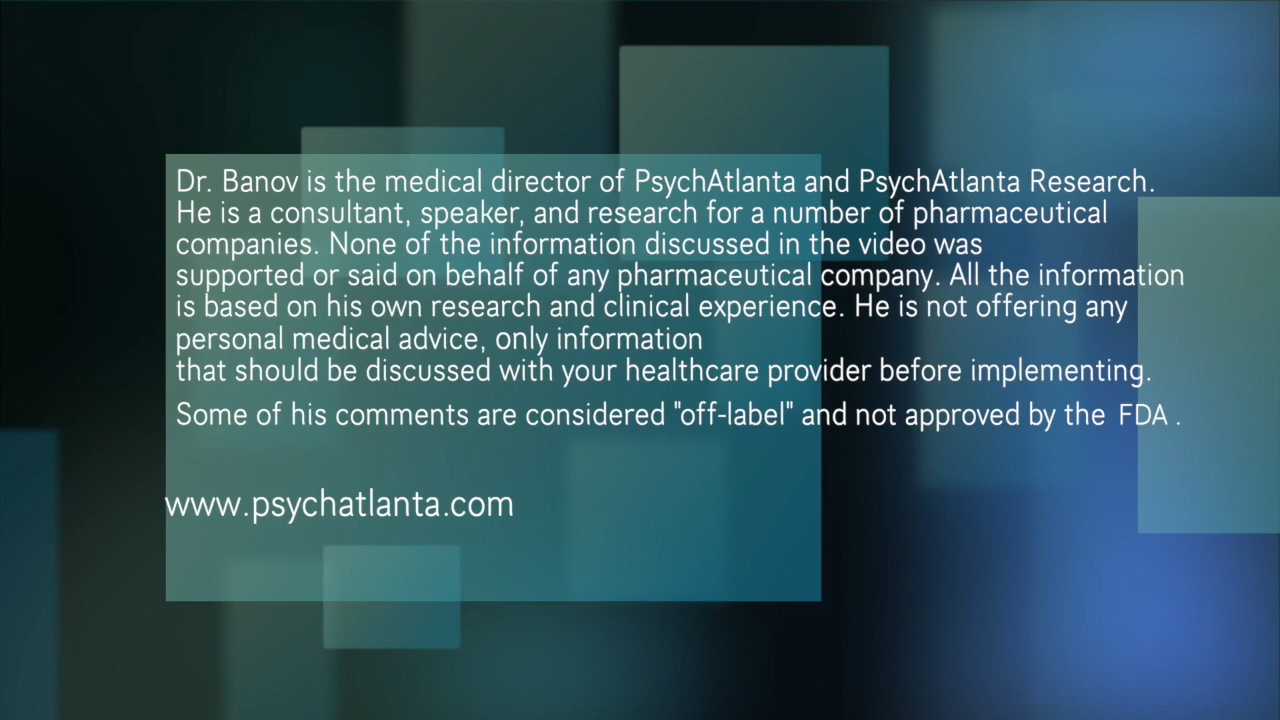 Dr. Banov is the medical director of PsychAtlanta and PsychAtlanta Research.
He is a consultant, speaker, and research for a number of pharmaceutical
companies. None of the information discussed in the video was
supported or said on behalf of any pharmaceutical company. All the information
is based on his own research and clinical experience. He is not offering any
personal medical advice, only information
that should be discussed with your healthcare provider before implementing.
Some of his comments are considered "off-label" and not approved by the FDA .
www.psychatlanta.com